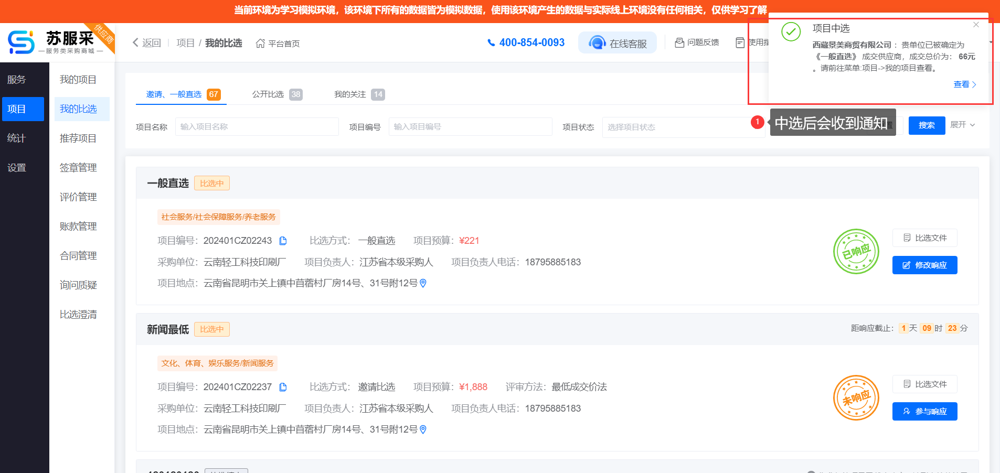 当前环境为学习模拟环境，该环境下所有的数据皆为模拟数据，使用该环境产生的数据与实际线上环境没有任何相关，仅供学习了解
苏服采
服务类采购商城
供应商
返回
项目 / 我的比选
平台首页
400-854-0093
在线客服
问题反馈
使用指
项目中选
西藏景美商贸有限公司 ：贵单位已被确定为
《一般直选》 成交供应商，成交总价为： 66元
。请前往菜单:项目->我的项目查看。
查看
服务
项目
统计
设置
我的项目
我的比选
推荐项目
签章管理
评价管理
账款管理
合同管理
询问质疑
比选澄清
邀请、一般直选 67
公开比选 38
我的关注 14
项目名称 输入项目名称
项目编号 输入项目编号
项目状态 选择项目状态
1 中选后会收到通知
搜索
展开
一般直选 比选中
社会服务/社会保障服务/养老服务
项目编号： 202401CZ02243 比选方式： 一般直选 项目预算： ¥221
采购单位： 云南轻工科技印刷厂 项目负责人： 江苏省本级采购人 项目负责人电话： 18795885183
项目地点： 云南省昆明市关上镇中苜蓿村厂房14号、31号附12号
已响应
比选文件
修改响应
新闻最低 比选中
距响应截止： 1 天 09 时 23 分
文化、体育、娱乐服务/新闻服务
项目编号： 202401CZ02237 比选方式： 邀请比选 项目预算： ¥1,888 评审方法： 最低成交价法
采购单位： 云南轻工科技印刷厂 项目负责人： 江苏省本级采购人 项目负责人电话： 18795885183
项目地点： 云南省昆明市关上镇中苜蓿村厂房14号、31号附12号
未响应
比选文件
参与响应